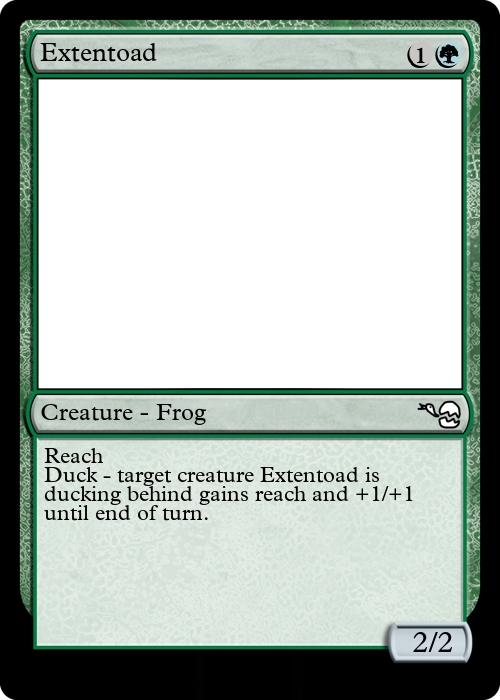 Extentoad 1
Creature - Frog
Reach
Duck - target creature Extentoad is
ducking behind gains reach and +1/+1
until end of turn.
2/2